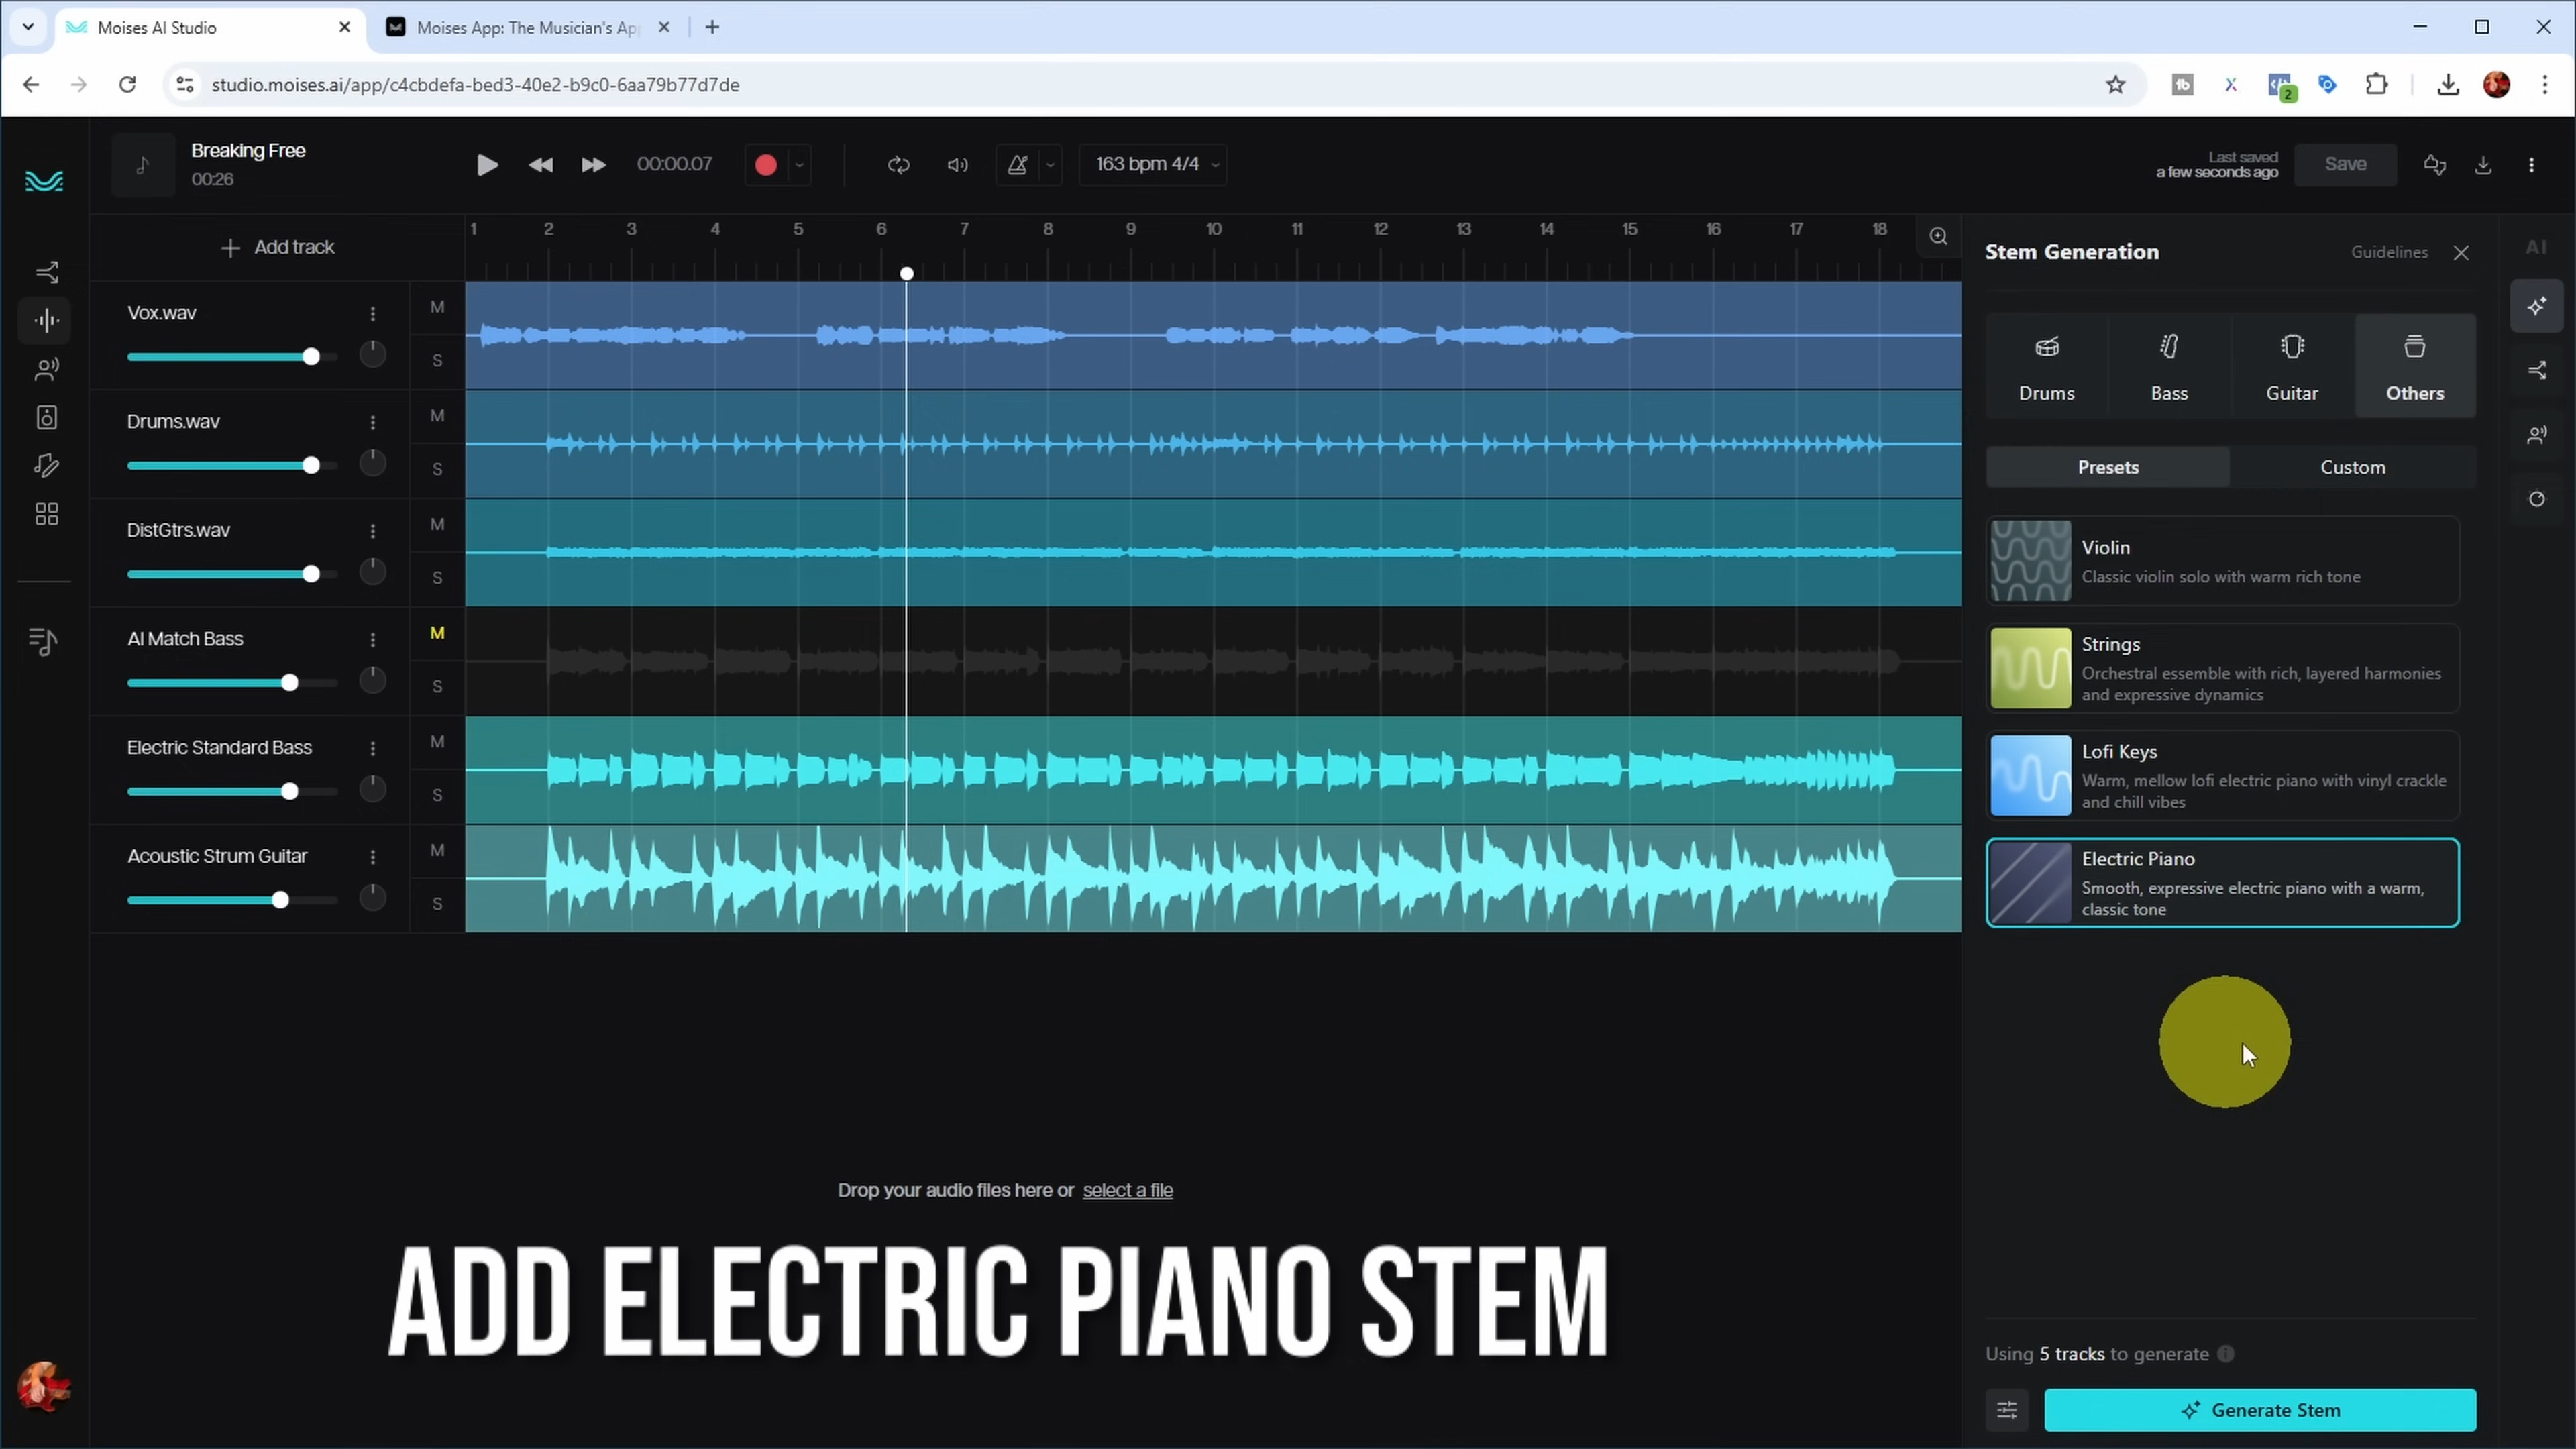 Moises AI Studio
Moises App: The Musician's Ap
studio.moises.ai/app/c4cbdefa-bed3-40e2-b9c0-6aa79b77d7de
2
Breaking Free
00:26
00:00.07
163 bpm 4/4
Last saved
a few seconds ago
Save
Add track
1 2 3 4 5 6 7 8 9 10 11 12 13 14 15 16 17 18
Vox.wav
M
S
Drums.wav
M
S
DistGtrs.wav
M
S
AI Match Bass
M
S
Electric Standard Bass
M
S
Acoustic Strum Guitar
M
S
Drop your audio files here or select a file
ADD ELECTRIC PIANO STEM
Stem Generation
Guidelines
AI
Drums
Bass
Guitar
Others
Presets
Custom
Violin
Classic violin solo with warm rich tone
Strings
Orchestral essemble with rich, layered harmonies
and expressive dynamics
Lofi Keys
Warm, mellow lofi electric piano with vinyl crackle
and chill vibes
Electric Piano
Smooth, expressive electric piano with a warm,
classic tone
Using 5 tracks to generate
Generate Stem